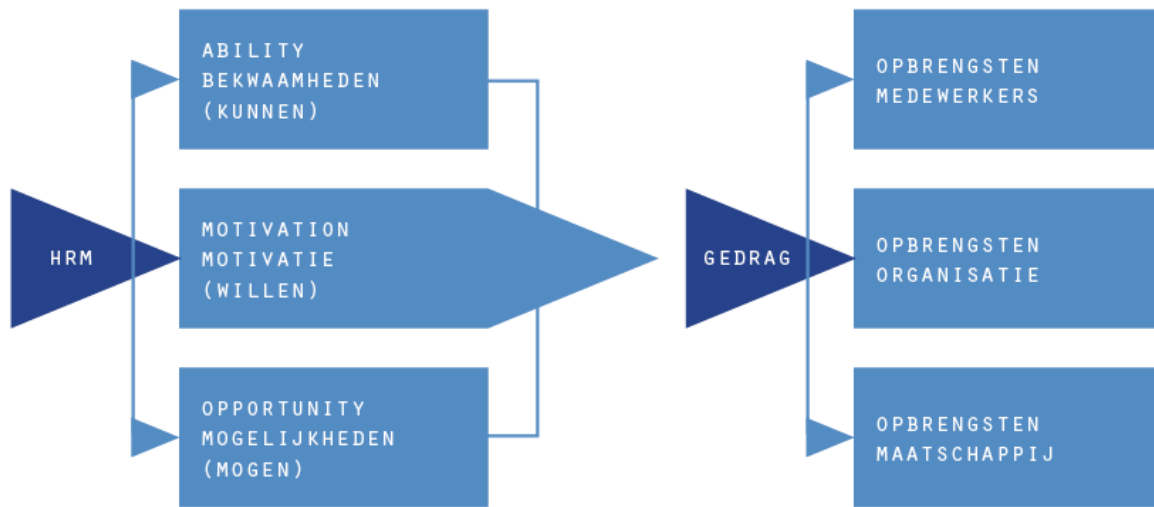 HRM
ABILITY
BEKWAAMHEDEN
(KUNNEN)
MOTIVATION
MOTIVATIE
(WILLEN)
OPPORTUNITY
MOGELIJKHEDEN
(MOGEN)
GEDRAG
OPBRENGSTEN
MEDEWERKERS
OPBRENGSTEN
ORGANISATIE
OPBRENGSTEN
MAATSCHAPPIJ